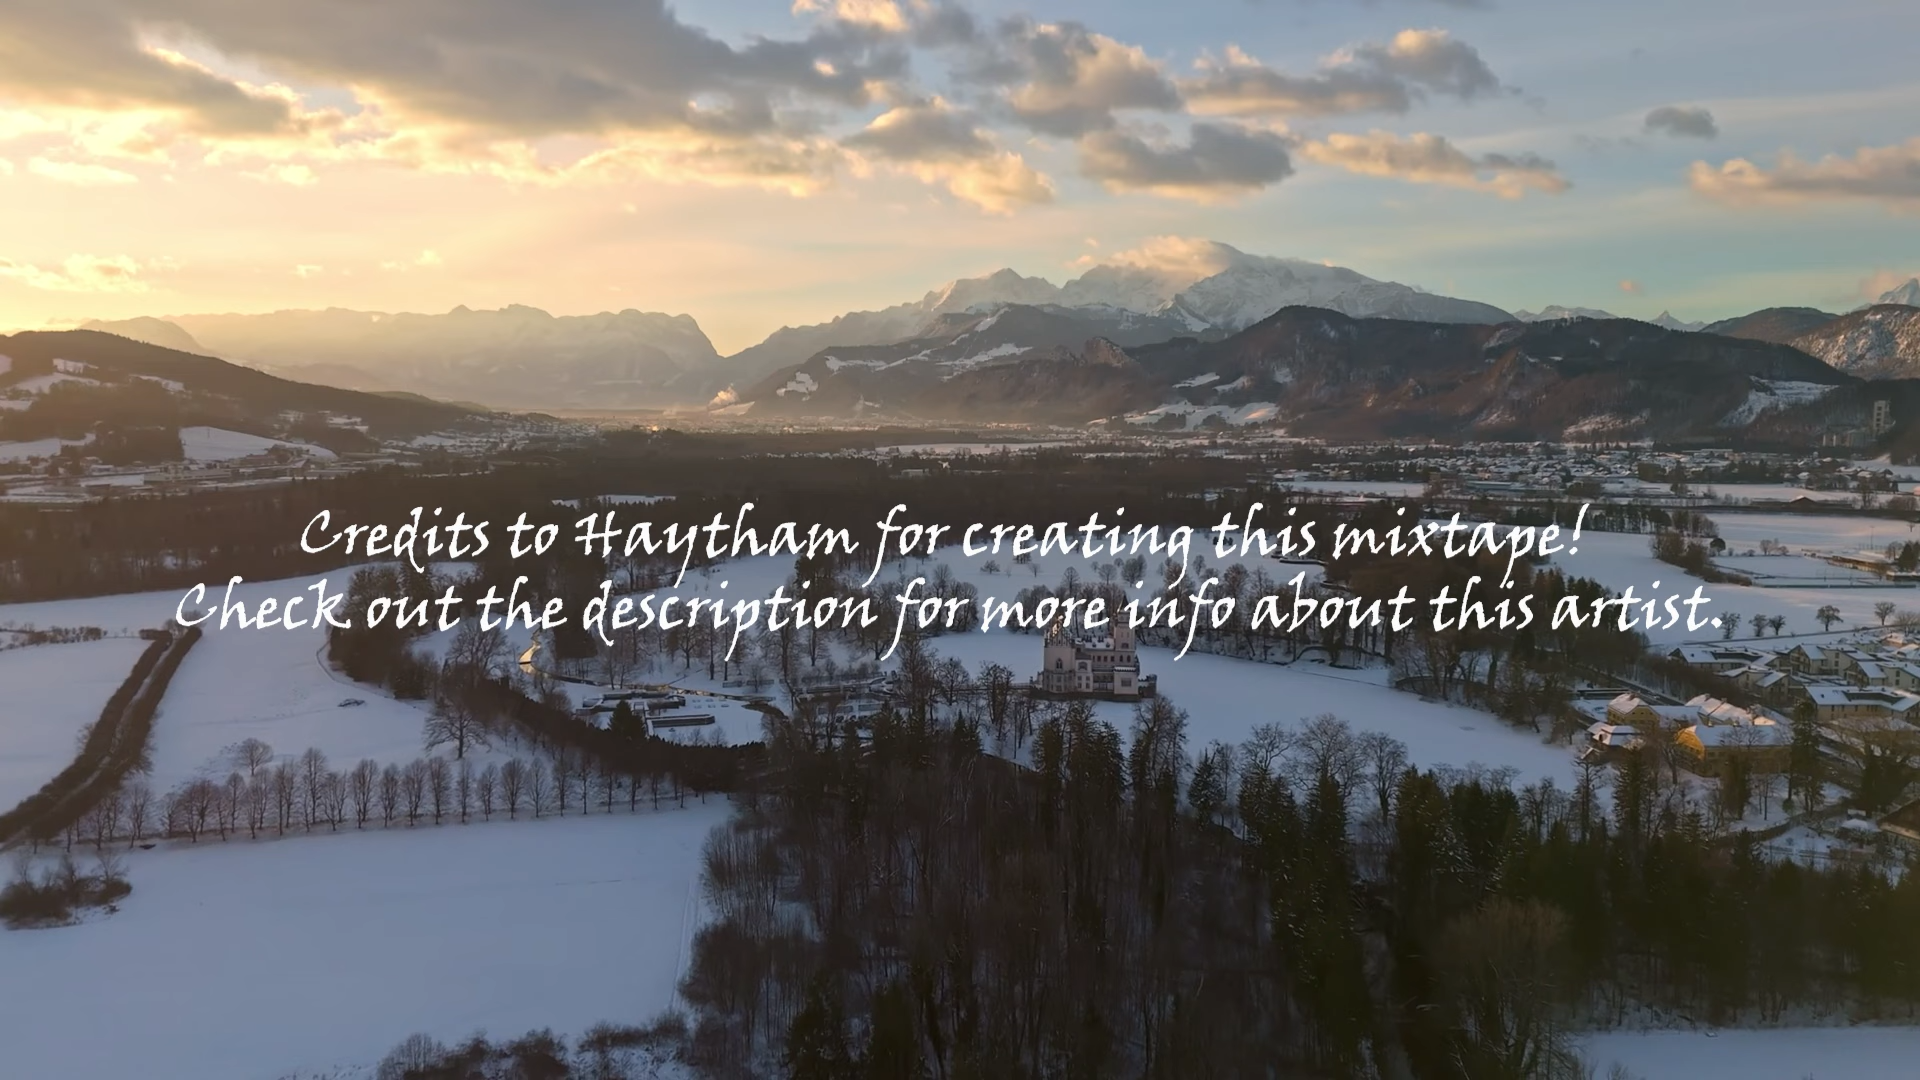 Credits to Haytham for creating this mixtape!
Check out the description for more info about this artist.